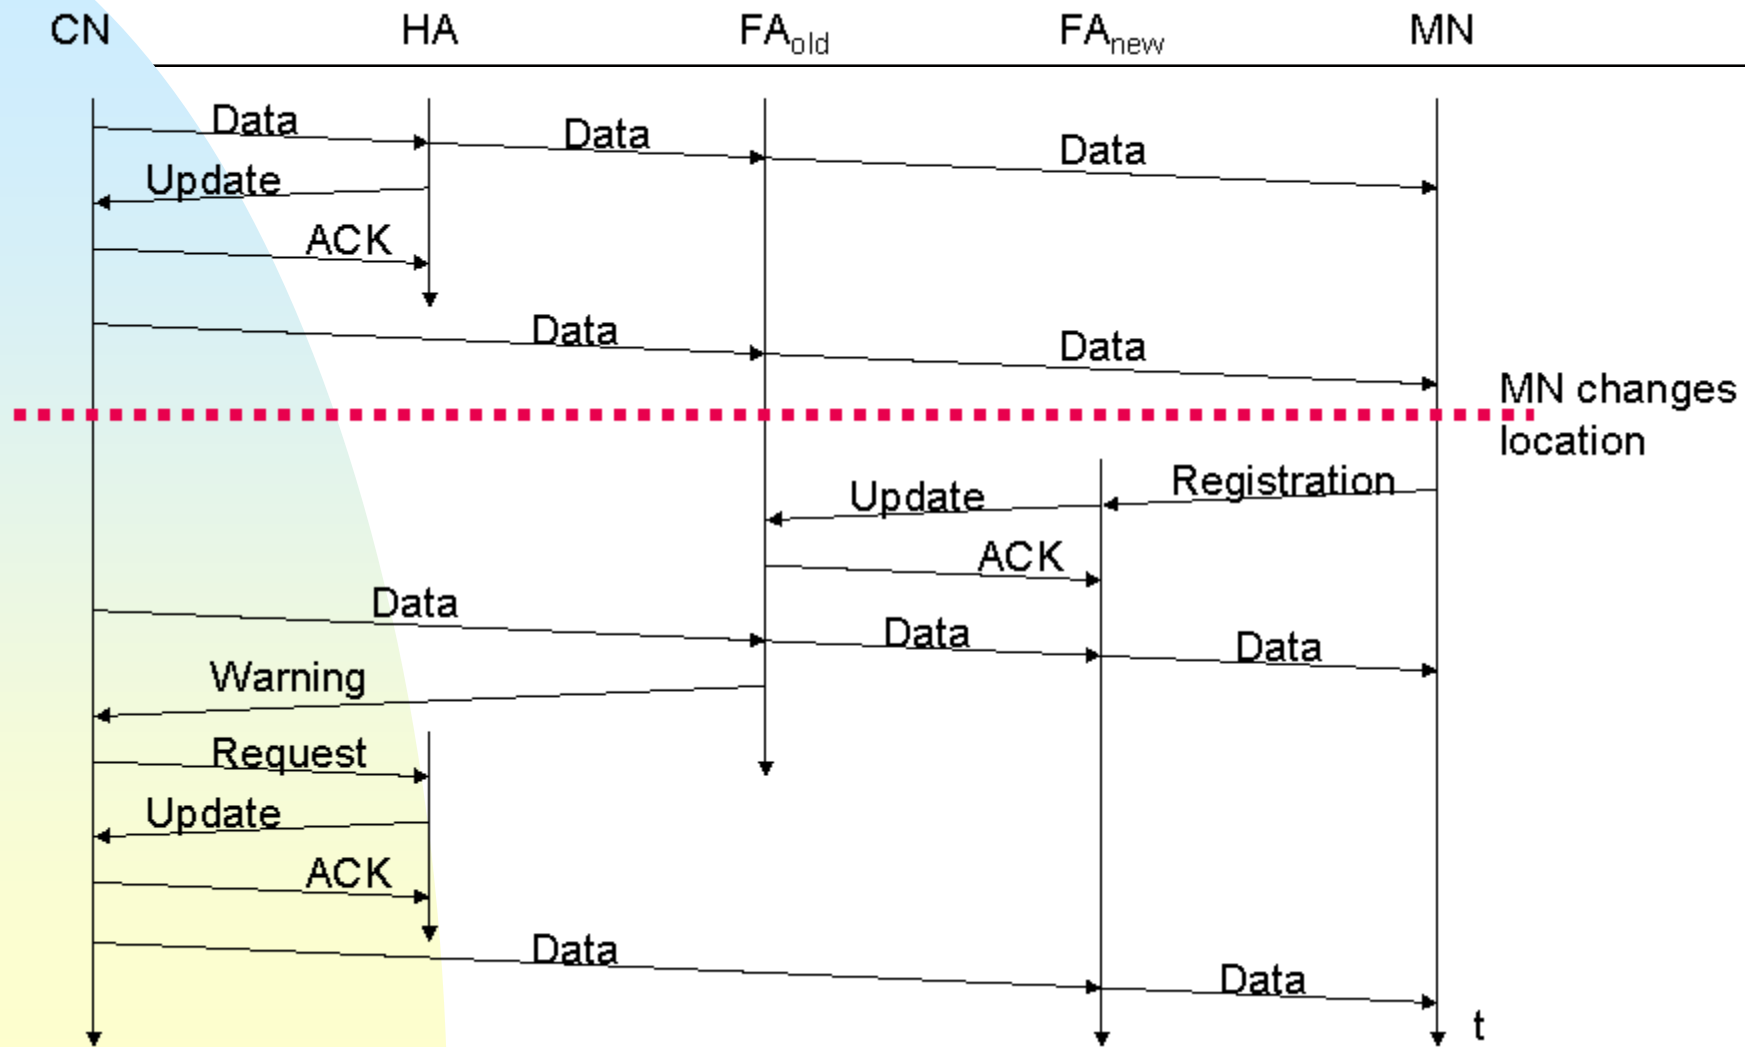 CN HA FAold FAnew MN
Data Data Data
Update
ACK
Data Data
MN changes
location
Registration
Update
ACK
Data Data Data
Warning
Request
Update
ACK
Data Data
t